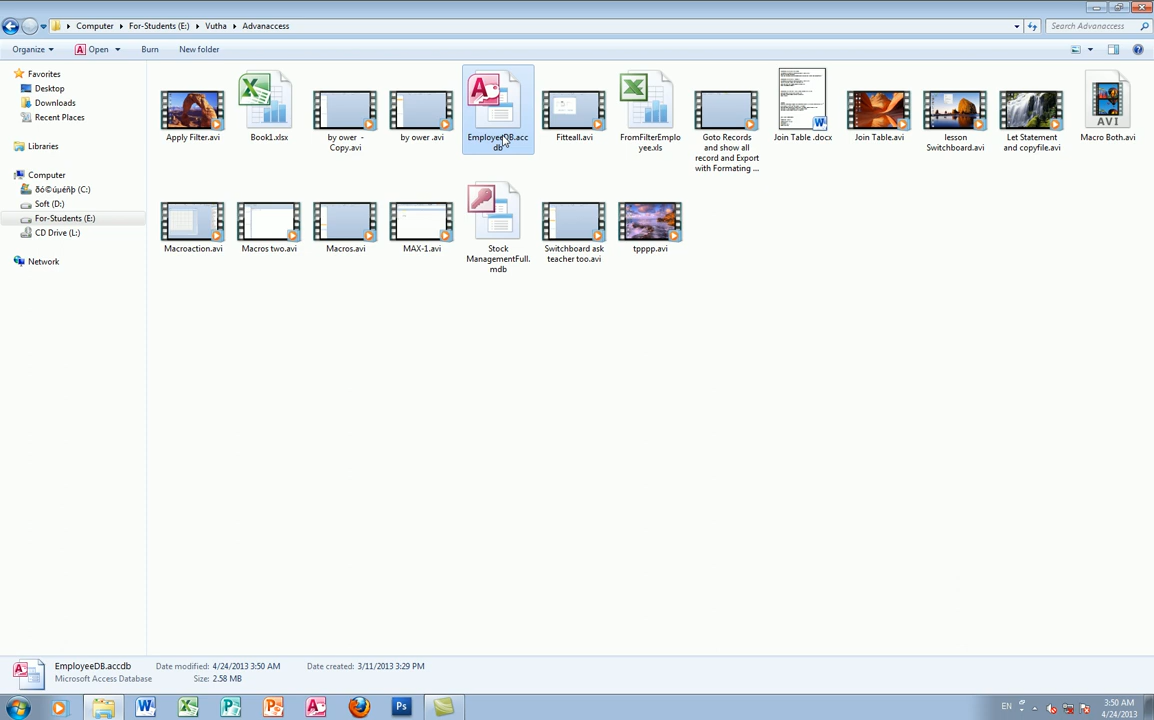 Computer ▸ For-Students (E:) ▸ Vutha ▸ Advanaccess
Search Advanaccess
Organize Open Burn New folder
Favorites
Desktop
Downloads
Recent Places
Libraries
Computer
ðó©úµéñþ (C:)
Soft (D:)
For-Students (E:)
CD Drive (L:)
Network
Apply Filter.avi
Book1.xlsx
by ower -
Copy.avi
by ower .avi
EmployeeDB.acc
db
Fitteall.avi
FromFilterEmplo
yee.xls
Goto Records
and show all
record and Export
with Formating ...
Join Table .docx
Join Table.avi
lesson
Switchboard.avi
Let Statement
and copyfile.avi
AVI
Macro Both.avi
Macroaction.avi
Macros two.avi
Macros.avi
MAX-1.avi
Stock
ManagementFull.
mdb
Switchboard ask
teacher too.avi
tpppp.avi
EmployeeDB.accdb Date modified: 4/24/2013 3:50 AM Date created: 3/11/2013 3:29 PM
Microsoft Access Database Size: 2.58 MB
EN
3:50 AM
4/24/2013